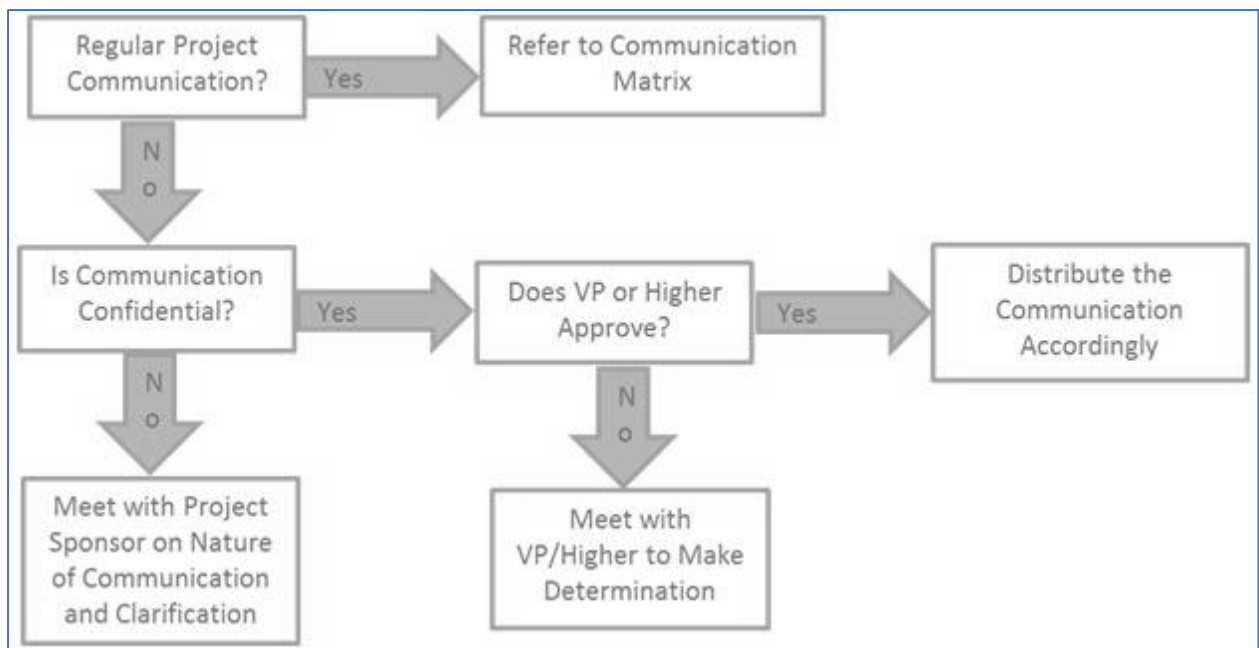 Regular Project
Communication?
Yes
Refer to Communication
Matrix
N
o
Is Communication
Confidential?
Yes
Does VP or Higher
Approve?
Yes
Distribute the
Communication
Accordingly
N
o
N
o
Meet with Project
Sponsor on Nature
of Communication
and Clarification
Meet with
VP/Higher to Make
Determination